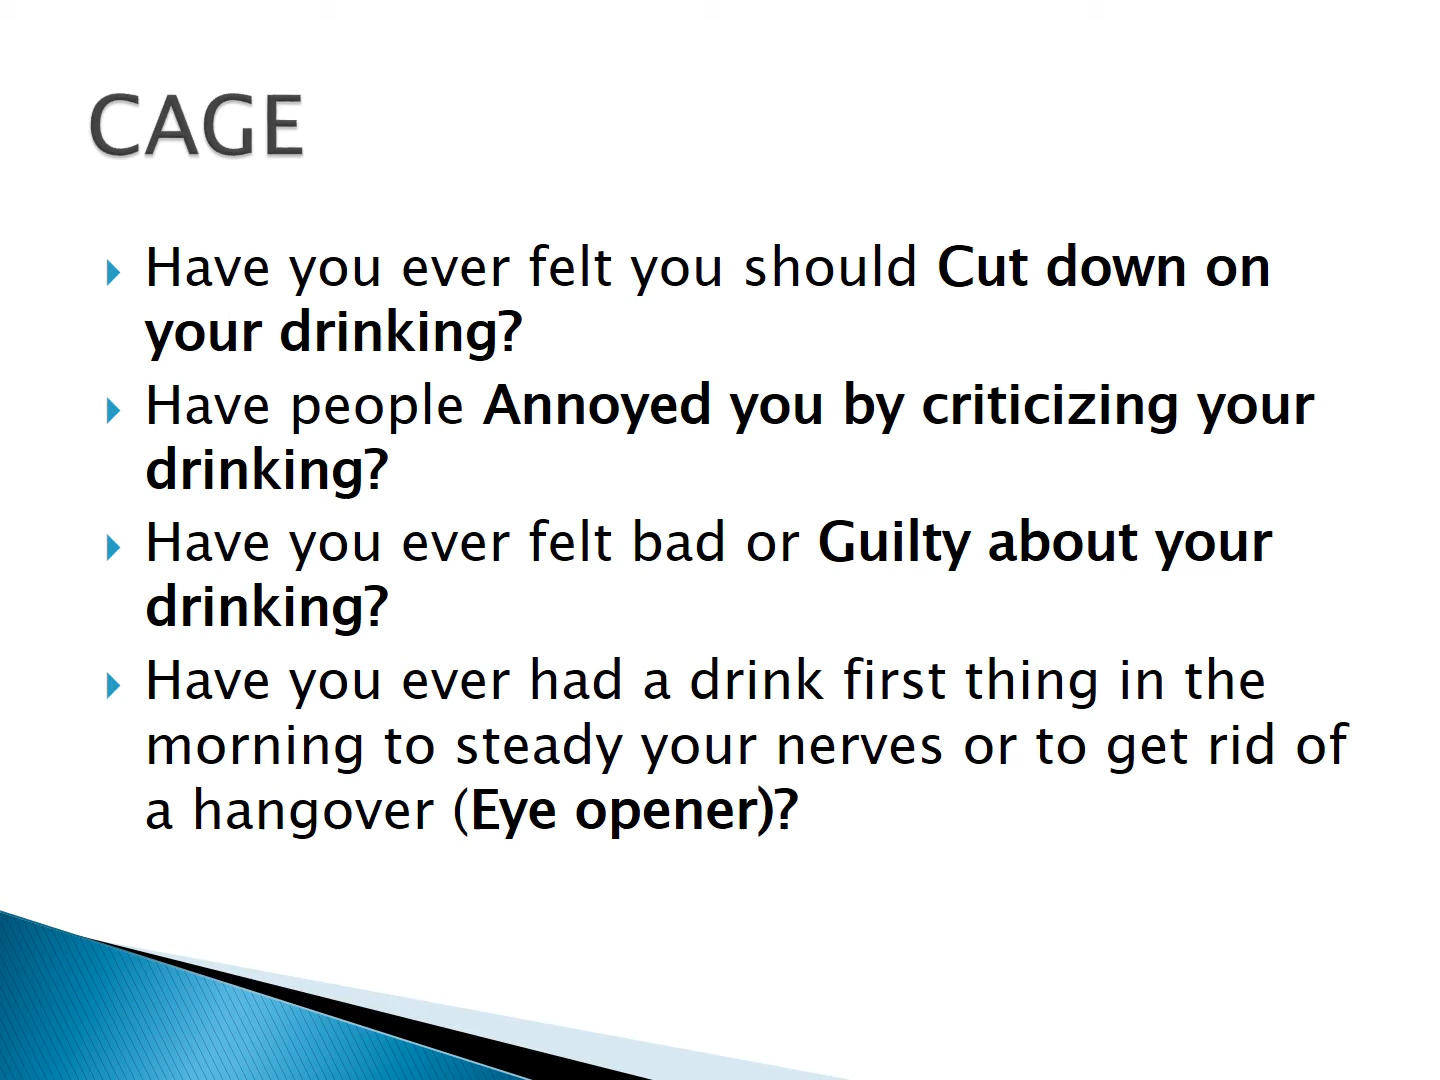 CAGE
Have you ever felt you should Cut down on
your drinking?
Have people Annoyed you by criticizing your
drinking?
Have you ever felt bad or Guilty about your
drinking?
Have you ever had a drink first thing in the
morning to steady your nerves or to get rid of
a hangover (Eye opener)?